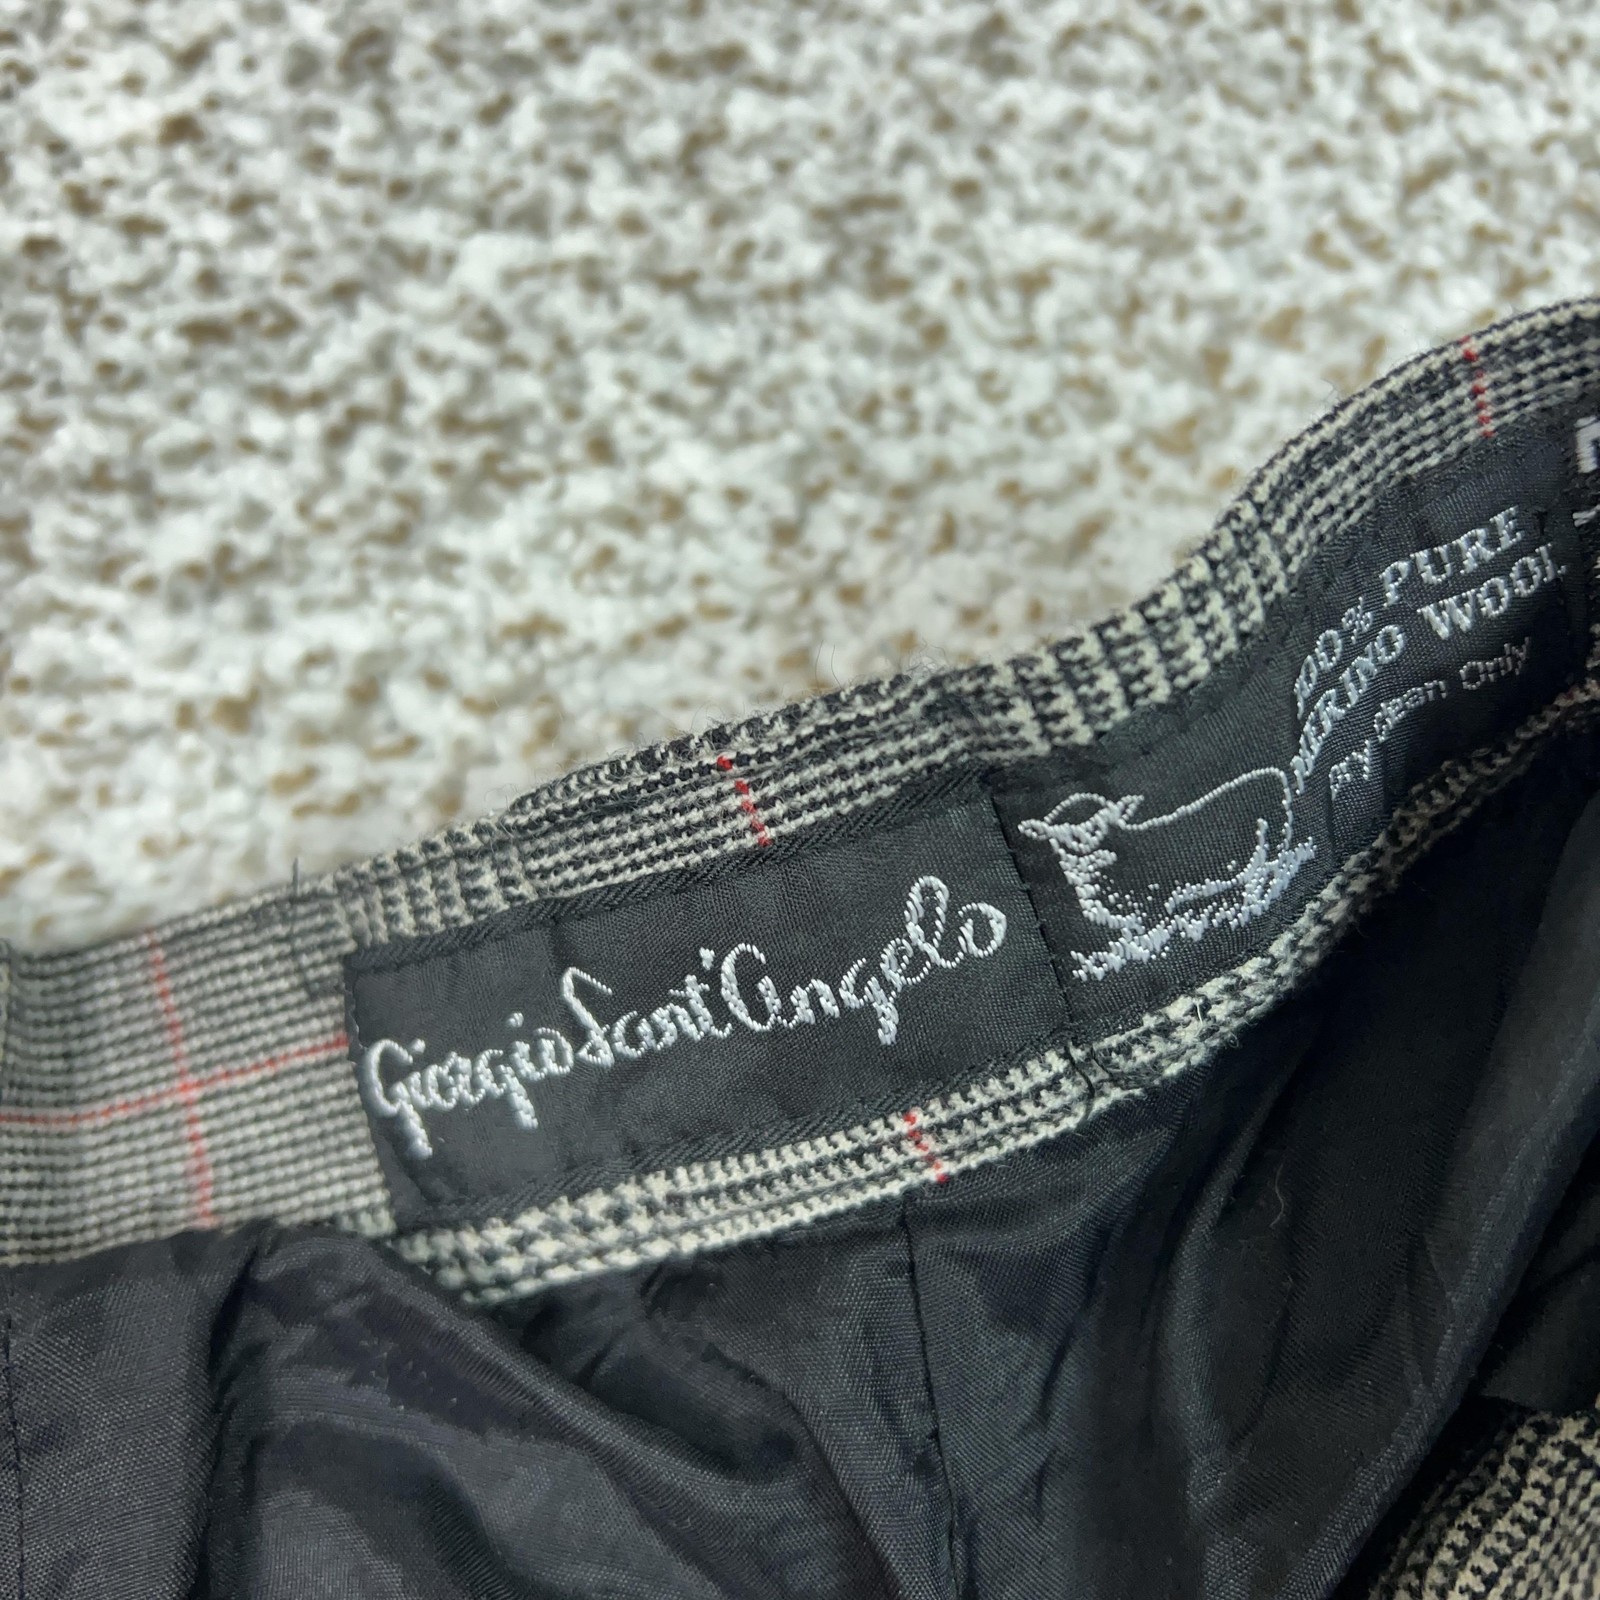 Giorgio Sant'Angelo
100% PURE
MERINO WOOL
Dry Clean Only